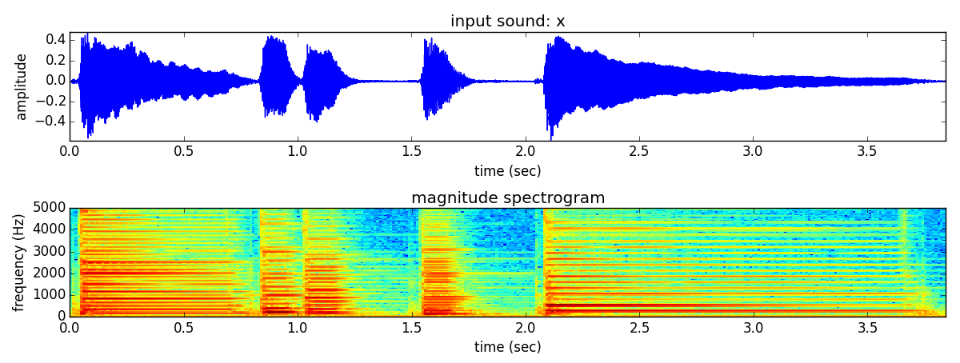 input sound: x
0.4
0.2
0.0
−0.2
−0.4
amplitude
0.0 0.5 1.0 1.5 2.0 2.5 3.0 3.5
time (sec)
magnitude spectrogram
5000
4000
3000
2000
1000
0
frequency (Hz)
0.0 0.5 1.0 1.5 2.0 2.5 3.0 3.5
time (sec)